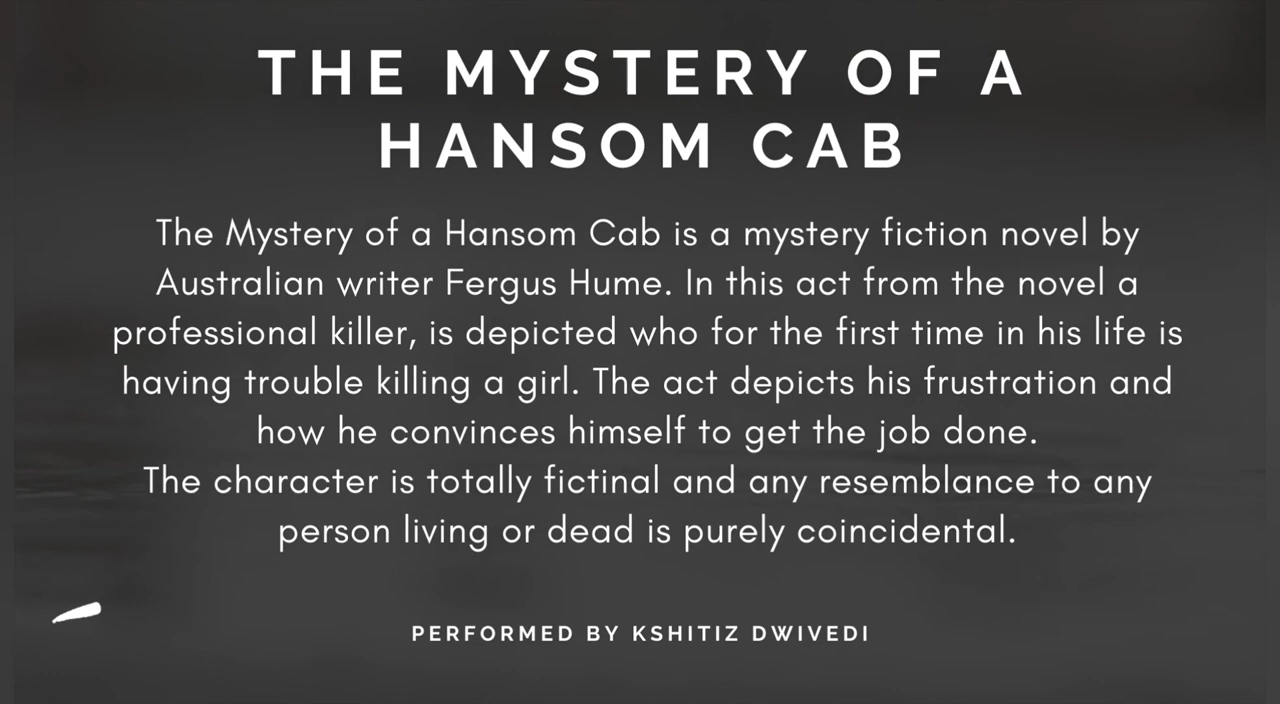 THE MYSTERY OF A
HANSOM CAB
The Mystery of a Hansom Cab is a mystery fiction novel by
Australian writer Fergus Hume. In this act from the novel a
professional killer, is depicted who for the first time in his life is
having trouble killing a girl. The act depicts his frustration and
how he convinces himself to get the job done.
The character is totally fictinal and any resemblance to any
person living or dead is purely coincidental.
PERFORMED BY KSHITIZ DWIVEDI